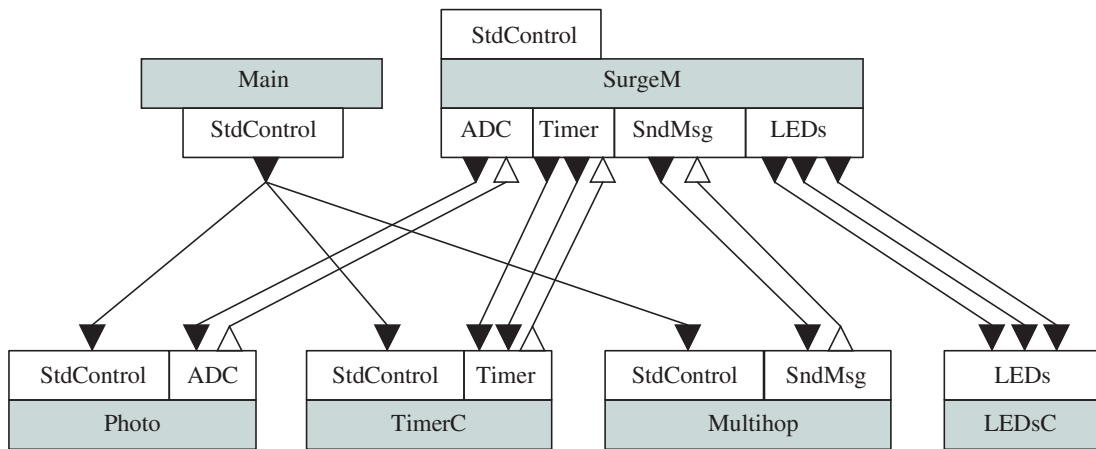 StdControl
Main
SurgeM
StdControl
ADC
Timer
SndMsg
LEDs
StdControl
ADC
StdControl
Timer
StdControl
SndMsg
LEDs
Photo
TimerC
Multihop
LEDsC